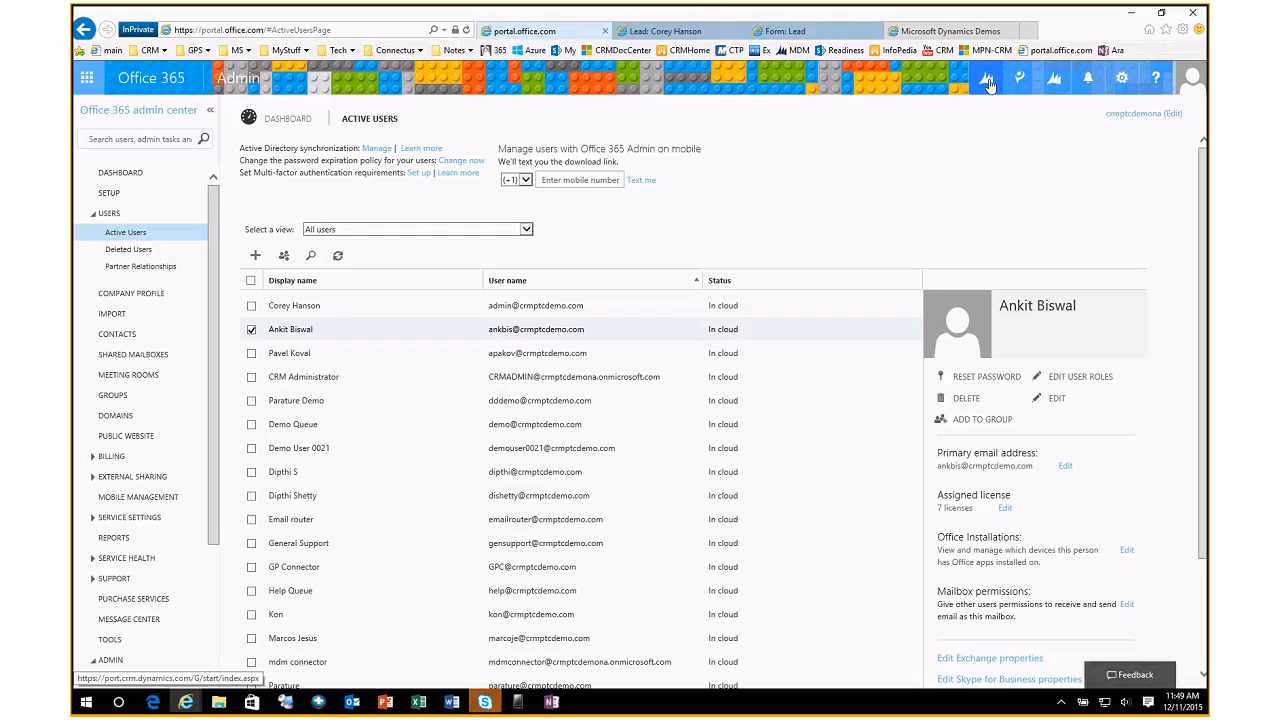 InPrivate
https://portal.office.com/#ActiveUsersPage
portal.office.com
Lead: Corey Hanson
Form: Lead
Microsoft Dynamics Demos
main
CRM
GPS
MS
MyStuff
Tech
Connectus
Notes
365
Azure
My
CRMDocCenter
CRMHome
CTP
Ex
MDM
Readiness
InfoPedia
CRM
MPN-CRM
portal.office.com
Ara
Office 365
Admin
?
Office 365 admin center
«
Search users, admin tasks an
DASHBOARD
SETUP
USERS
Active Users
Deleted Users
Partner Relationships
COMPANY PROFILE
IMPORT
CONTACTS
SHARED MAILBOXES
MEETING ROOMS
GROUPS
DOMAINS
PUBLIC WEBSITE
BILLING
EXTERNAL SHARING
MOBILE MANAGEMENT
SERVICE SETTINGS
REPORTS
SERVICE HEALTH
SUPPORT
PURCHASE SERVICES
MESSAGE CENTER
TOOLS
ADMIN
https://port.crm.dynamics.com/G/start/index.aspx
DASHBOARD
ACTIVE USERS
crmptcdemona (Edit)
Active Directory synchronization: Manage | Learn more
Change the password expiration policy for your users: Change now
Set Multi-factor authentication requirements: Set up | Learn more
Manage users with Office 365 Admin on mobile
We'll text you the download link.
(+1) Enter mobile number Text me
Select a view: All users
Display name User name Status
Corey Hanson admin@crmptcdemo.com In cloud
Ankit Biswal ankbis@crmptcdemo.com In cloud
Pavel Koval apakov@crmptcdemo.com In cloud
CRM Administrator CRMADMIN@crmptcdemona.onmicrosoft.com In cloud
Parature Demo dddemo@crmptcdemo.com In cloud
Demo Queue demo@crmptcdemo.com In cloud
Demo User 0021 demouser0021@crmptcdemo.com In cloud
Dipthi S dipthi@crmptcdemo.com In cloud
Dipthi Shetty dishetty@crmptcdemo.com In cloud
Email router emailrouter@crmptcdemo.com In cloud
General Support gensupport@crmptcdemo.com In cloud
GP Connector GPC@crmptcdemo.com In cloud
Help Queue help@crmptcdemo.com In cloud
Kon kon@crmptcdemo.com In cloud
Marcos Jesus marcoje@crmptcdemo.com In cloud
mdm connector mdmconnector@crmptcdemona.onmicrosoft.com In cloud
Parature parature@crmptcdemo.com In cloud
Ankit Biswal
RESET PASSWORD
EDIT USER ROLES
DELETE
EDIT
ADD TO GROUP
Primary email address:
ankbis@crmptcdemo.com Edit
Assigned license
7 licenses Edit
Office Installations:
View and manage which devices this person Edit
has Office apps installed on.
Mailbox permissions:
Give other users permissions to receive and send Edit
email as this mailbox.
Edit Exchange properties
Edit Skype for Business properties
Feedback
11:49 AM
12/11/2015